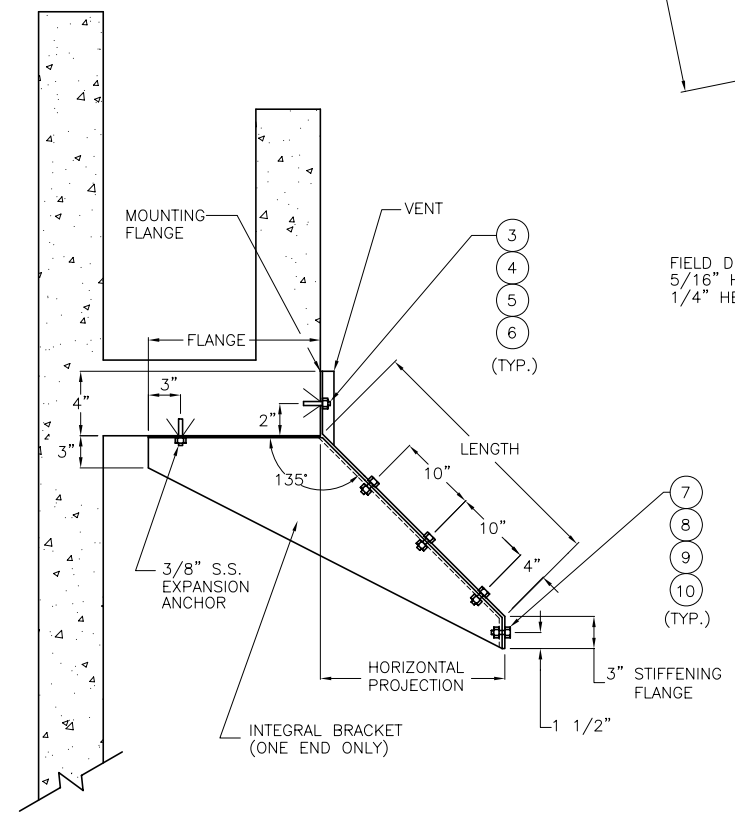 MOUNTING
FLANGE
VENT
3
4
5
6
(TYP.)
FIELD D
5/16" H
1/4" HE
FLANGE
3"
4"
2"
3"
LENGTH
135°
10"
10"
4"
7
8
9
10
(TYP.)
3/8" S.S.
EXPANSION
ANCHOR
HORIZONTAL
PROJECTION
3" STIFFENING
FLANGE
INTEGRAL BRACKET
(ONE END ONLY)
1 1/2"